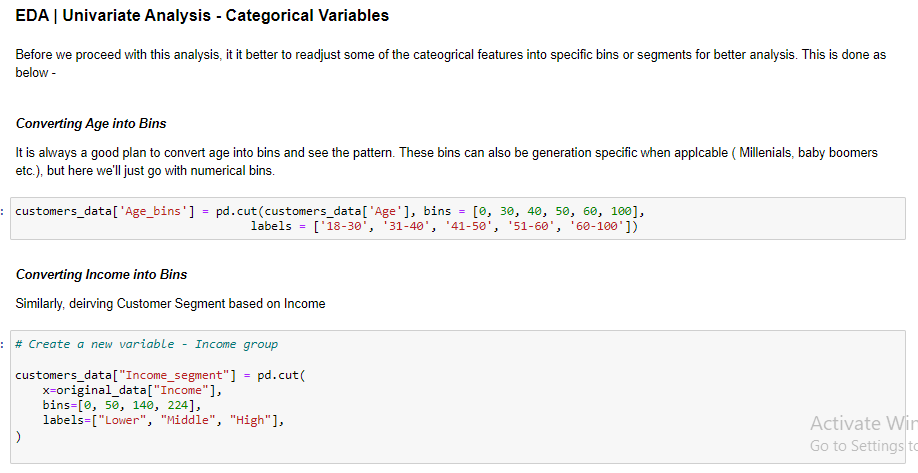 EDA | Univariate Analysis - Categorical Variables
Before we proceed with this analysis, it it better to readjust some of the cateogrical features into specific bins or segments for better analysis. This is done as
below -
Converting Age into Bins
It is always a good plan to convert age into bins and see the pattern. These bins can also be generation specific when applcable ( Millenials, baby boomers
etc.), but here we'll just go with numerical bins.
: customers_data['Age_bins'] = pd.cut(customers_data['Age'], bins = [0, 30, 40, 50, 60, 100],
labels = ['18-30', '31-40', '41-50', '51-60', '60-100'])
Converting Income into Bins
Similarly, deirving Customer Segment based on Income
: # Create a new variable - Income group
customers_data["Income_segment"] = pd.cut(
x=original_data["Income"],
bins=[0, 50, 140, 224],
labels=["Lower", "Middle", "High"],
)
Activate Win
Go to Settings to